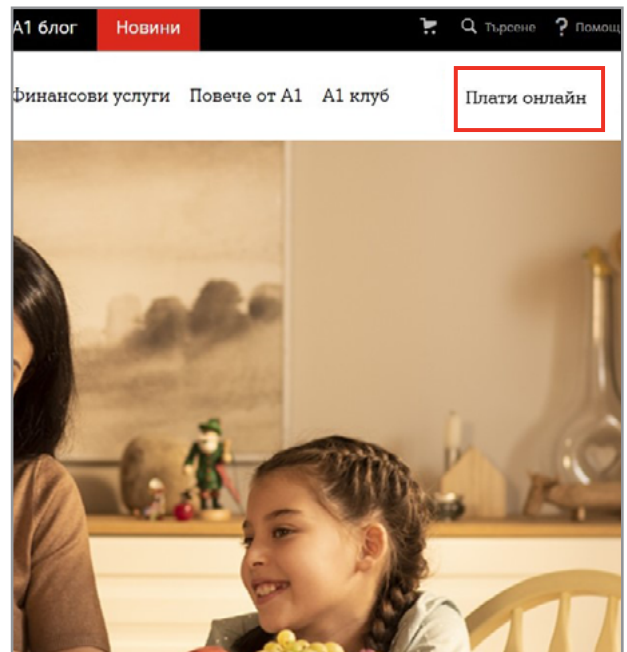 А1 блог Новини Търсене ? Помощ
Финансови услуги Повече от А1 А1 клуб Плати онлайн